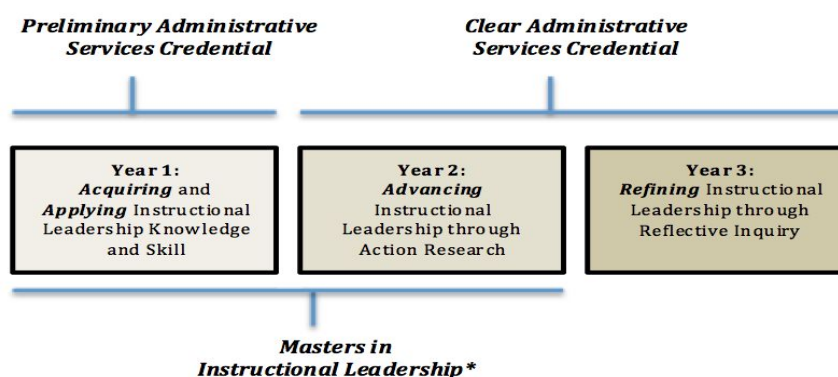 Preliminary Administrative
Services Credential
Clear Administrative
Services Credential
Year 1:
Acquiring and
Applying Instructional
Leadership Knowledge
and Skill
Year 2:
Advancing
Instructional
Leadership through
Action Research
Year 3:
Refining Instructional
Leadership through
Reflective Inquiry
Masters in
Instructional Leadership*